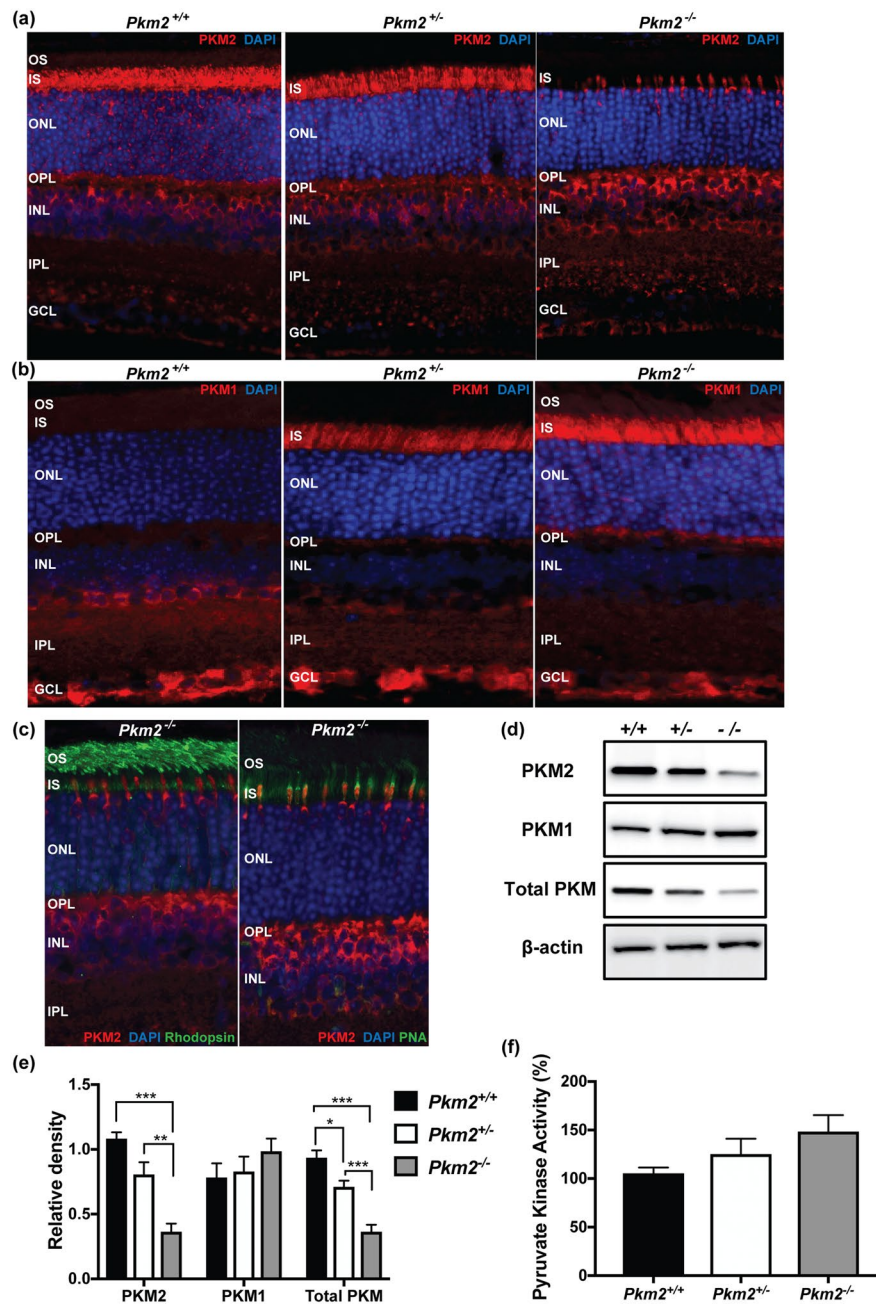 (a)
Pkm2+/+
Pkm2+/-
Pkm2-/-
PKM2 DAPI
PKM2 DAPI
PKM2 DAPI
OS
IS
ONL
OPL
INL
IPL
GCL
IS
ONL
OPL
INL
IPL
GCL
IS
ONL
OPL
INL
IPL
GCL
(b)
Pkm2+/+
Pkm2+/-
Pkm2-/-
PKM1 DAPI
PKM1 DAPI
PKM1 DAPI
OS
IS
ONL
OPL
INL
IPL
GCL
IS
ONL
OPL
INL
IPL
GCL
OS
IS
ONL
OPL
INL
IPL
GCL
(c)
Pkm2-/-
Pkm2-/-
OS
IS
ONL
OPL
INL
IPL
PKM2 DAPI Rhodopsin
OS
IS
ONL
OPL
INL
PKM2 DAPI PNA
(d)
+/+ +/- - /-
PKM2
PKM1
Total PKM
β-actin
(e)
Relative density
1.5
1.0
0.5
0.0
***
**
***
*
***
PKM2 PKM1 Total PKM
Pkm2+/+
Pkm2+/-
Pkm2-/-
(f)
Pyruvate Kinase Activity (%)
200
150
100
50
0
Pkm2+/+ Pkm2+/- Pkm2-/-